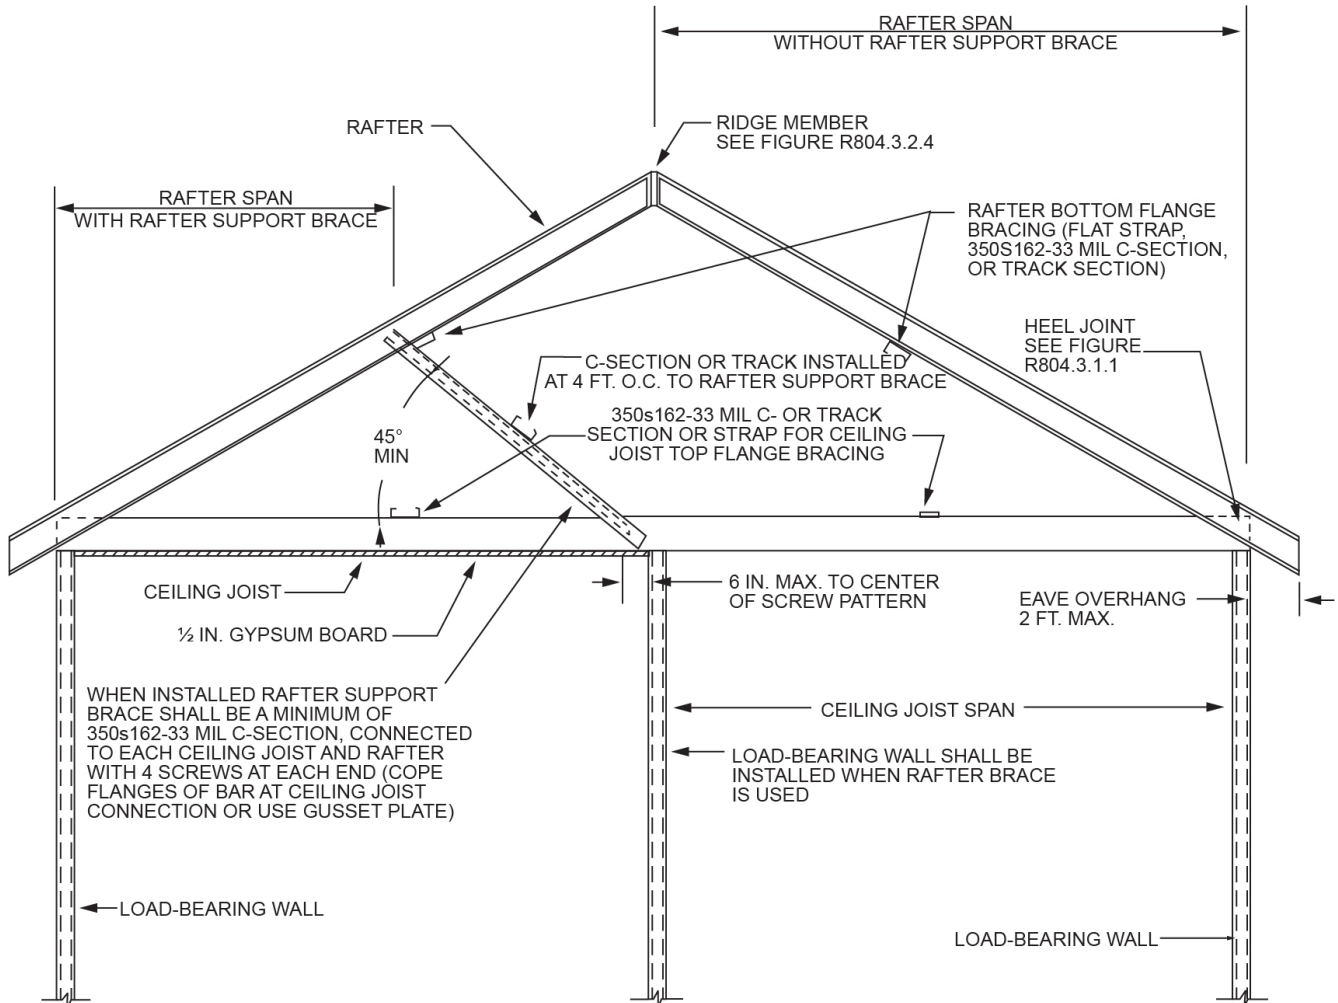 RAFTER SPAN
WITHOUT RAFTER SUPPORT BRACE
RAFTER
RIDGE MEMBER
SEE FIGURE R804.3.2.4
RAFTER SPAN
WITH RAFTER SUPPORT BRACE
RAFTER BOTTOM FLANGE
BRACING (FLAT STRAP,
350S162-33 MIL C-SECTION,
OR TRACK SECTION)
HEEL JOINT
SEE FIGURE
R804.3.1.1
C-SECTION OR TRACK INSTALLED
AT 4 FT. O.C. TO RAFTER SUPPORT BRACE
350s162-33 MIL C- OR TRACK
SECTION OR STRAP FOR CEILING
JOIST TOP FLANGE BRACING
45°
MIN
CEILING JOIST
½ IN. GYPSUM BOARD
6 IN. MAX. TO CENTER
OF SCREW PATTERN
EAVE OVERHANG
2 FT. MAX.
WHEN INSTALLED RAFTER SUPPORT
BRACE SHALL BE A MINIMUM OF
350s162-33 MIL C-SECTION, CONNECTED
TO EACH CEILING JOIST AND RAFTER
WITH 4 SCREWS AT EACH END (COPE
FLANGES OF BAR AT CEILING JOIST
CONNECTION OR USE GUSSET PLATE)
CEILING JOIST SPAN
LOAD-BEARING WALL SHALL BE
INSTALLED WHEN RAFTER BRACE
IS USED
LOAD-BEARING WALL
LOAD-BEARING WALL